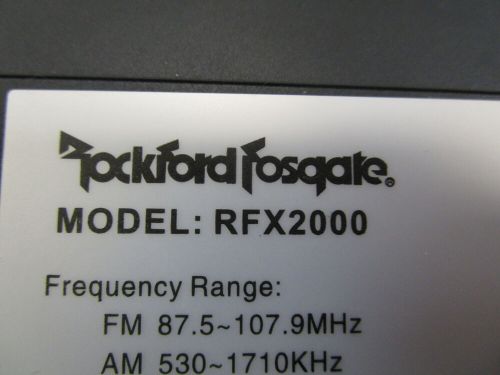 Rockford Fosgate®
MODEL: RFX2000
Frequency Range:
FM 87.5~107.9MHz
AM 530~1710KHz